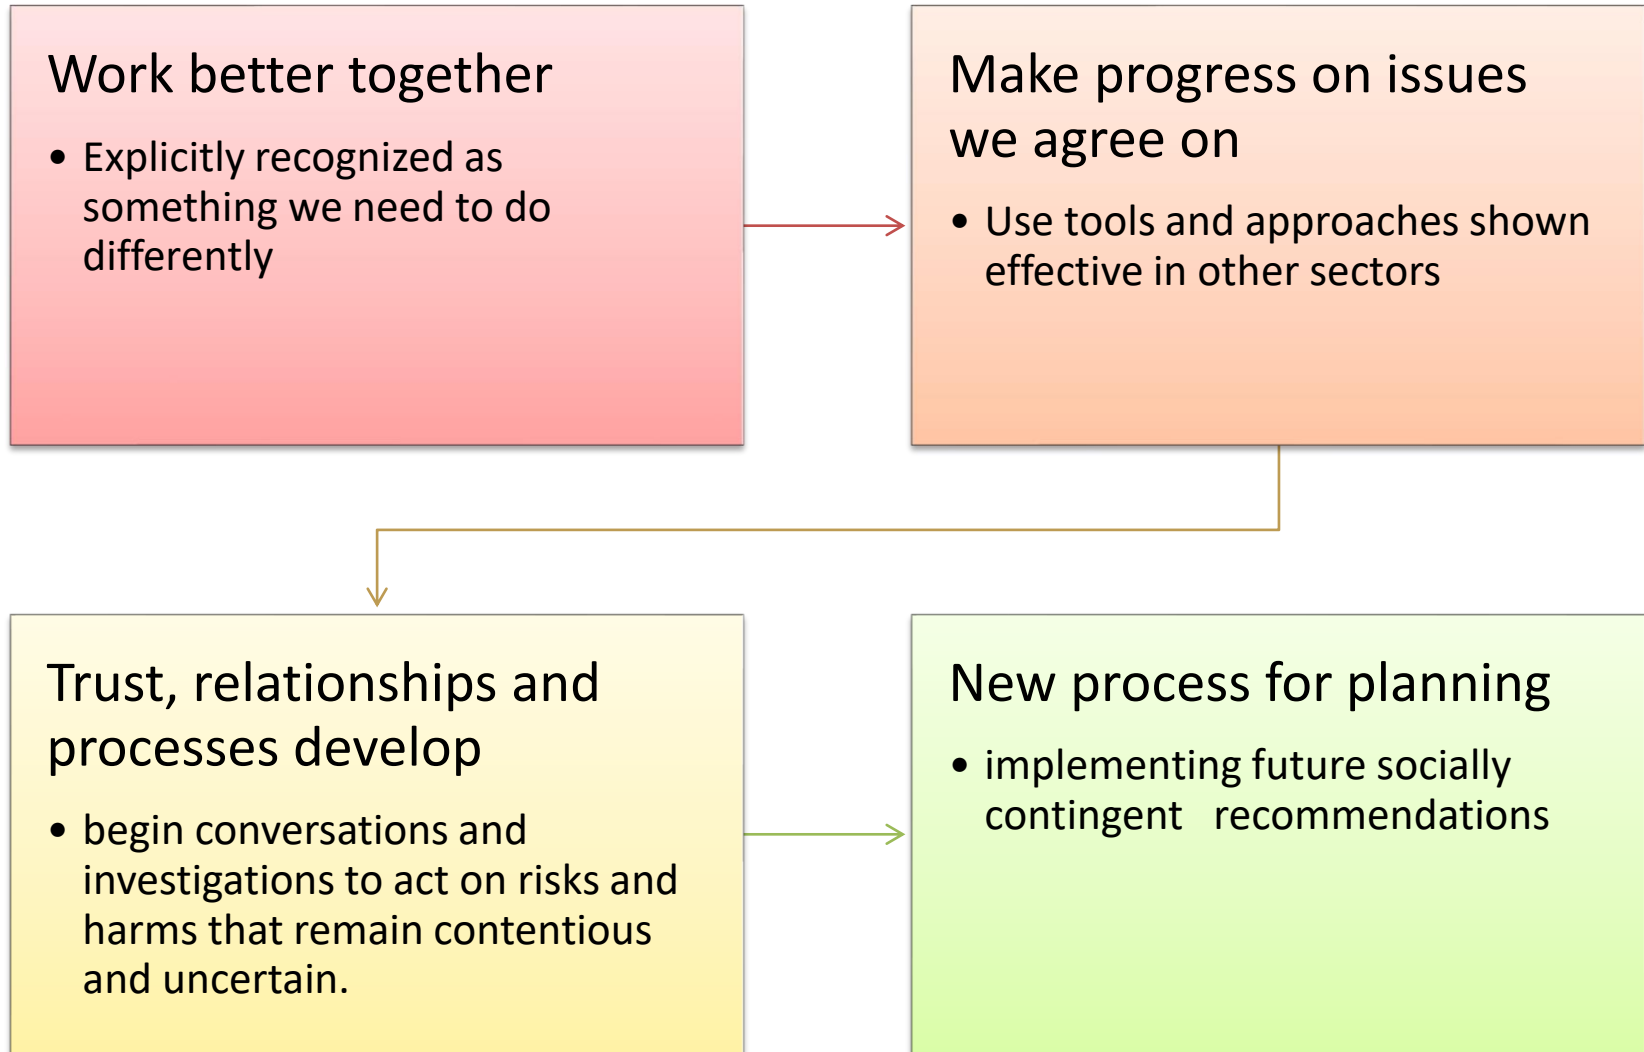 Work better together
• Explicitly recognized as
something we need to do
differently
Make progress on issues
we agree on
• Use tools and approaches shown
effective in other sectors
Trust, relationships and
processes develop
• begin conversations and
investigations to act on risks and
harms that remain contentious
and uncertain.
New process for planning
• implementing future socially
contingent   recommendations